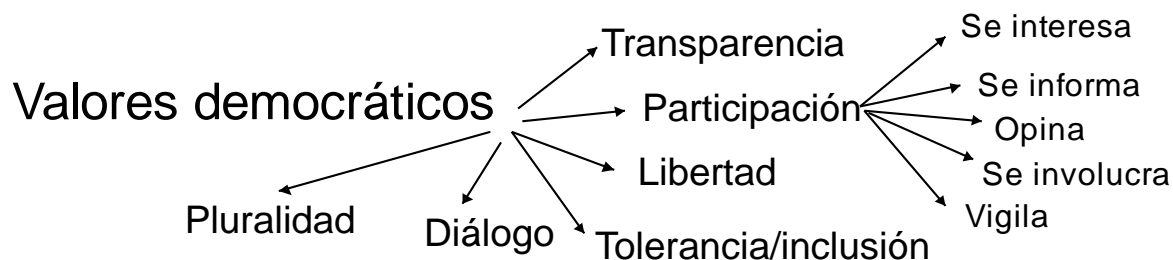 Valores democráticos
Transparencia
Participación
Libertad
Tolerancia/inclusión
Diálogo
Pluralidad
Se interesa
Se informa
Opina
Se involucra
Vigila